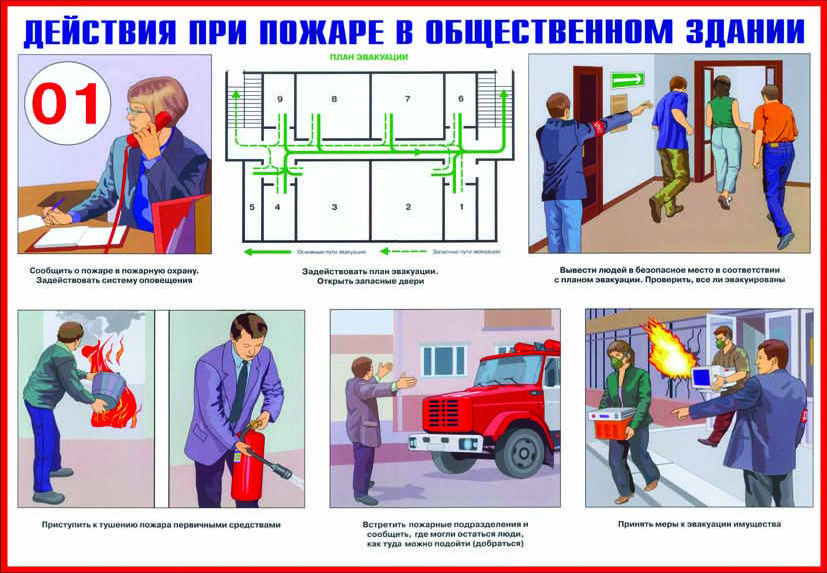 ДЕЙСТВИЯ ПРИ ПОЖАРЕ В ОБЩЕСТВЕННОМ ЗДАНИИ
01
ПЛАН ЭВАКУАЦИИ
9 8 7 6
5 4 3 2 1
Основные пути эвакуации
Запасные пути эвакуации
Сообщить о пожаре в пожарную охрану.
Задействовать систему оповещения
Задействовать план эвакуации.
Открыть запасные двери
Вывести людей в безопасное место в соответствии
с планом эвакуации. Проверить, все ли эвакуированы
Приступить к тушению пожара первичными средствами
Встретить пожарные подразделения и
сообщить, где могли остаться люди,
как туда можно подойти (добраться)
Принять меры к эвакуации имущества